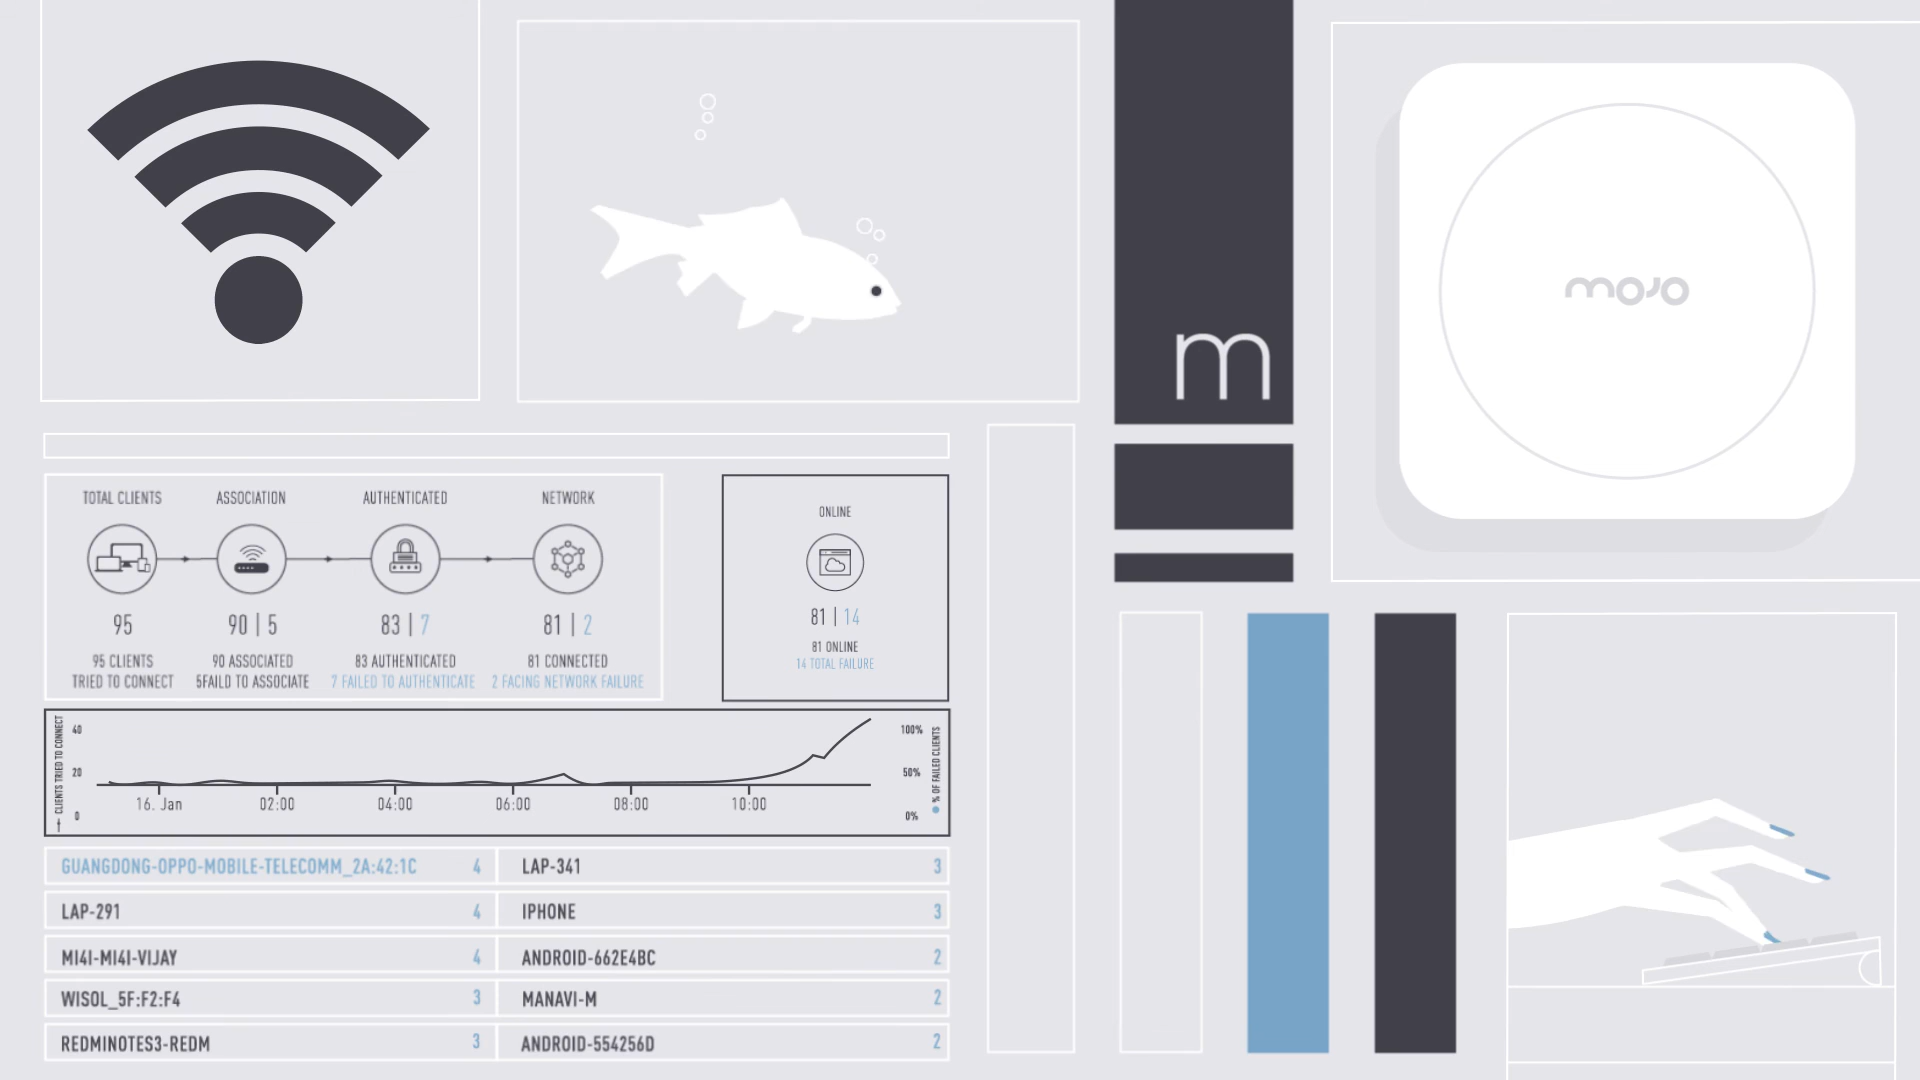 m
mojo
TOTAL CLIENTS
ASSOCIATION
AUTHENTICATED
NETWORK
95
90 | 5
83 | 7
81 | 2
95 CLIENTS
TRIED TO CONNECT
90 ASSOCIATED
5FAILD TO ASSOCIATE
83 AUTHENTICATED
7 FAILED TO AUTHENTICATE
81 CONNECTED
2 FACING NETWORK FAILURE
ONLINE
81 | 14
81 ONLINE
14 TOTAL FAILURE
CLIENTS TRIED TO CONNECT
40
20
0
16. Jan
02:00
04:00
06:00
08:00
10:00
100%
50%
0%
% OF FAILED CLIENTS
GUANGDONG-OPPO-MOBILE-TELECOMM_2A:42:1C 4
LAP-341 3
LAP-291 4
IPHONE 3
MI4I-MI4I-VIJAY 4
ANDROID-662E4BC 2
WISOL_5F:F2:F4 3
MANAVI-M 2
REDMINOTES3-REDM 3
ANDROID-554256D 2